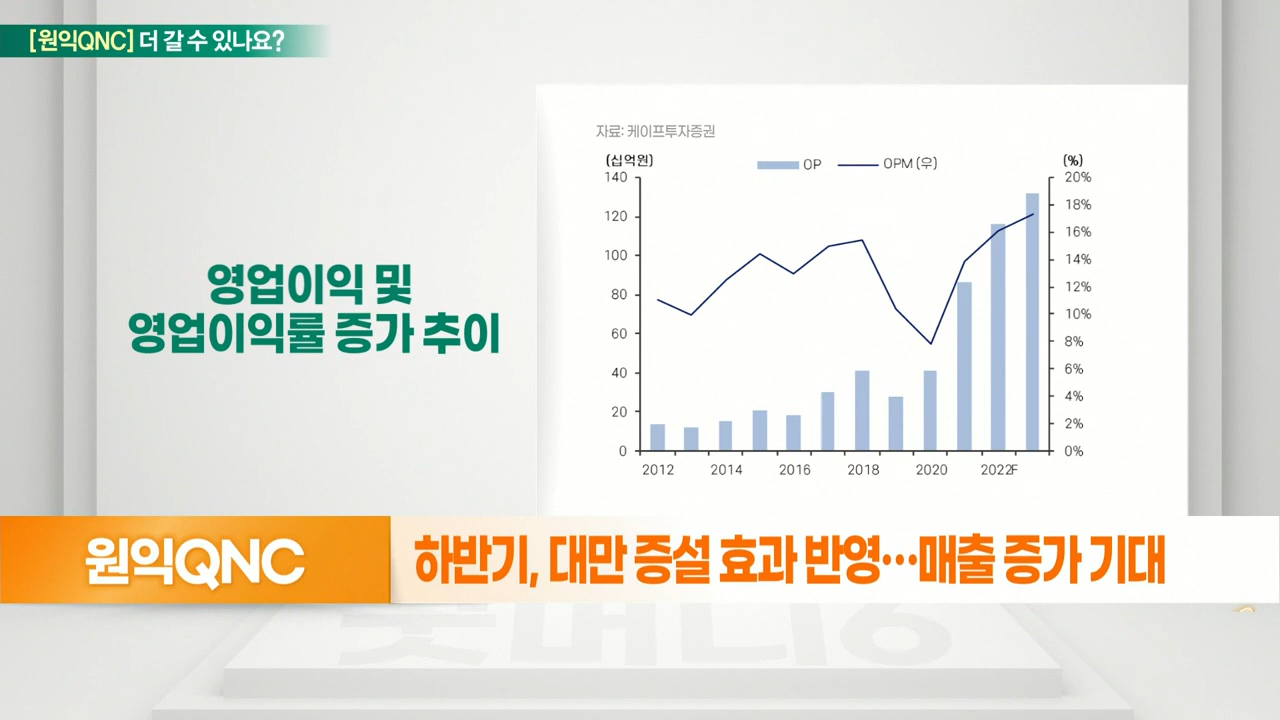 [원익QNC] 더 갈 수 있나요?
자료: 케이프투자증권
(십억원)
(%)
OP
OPM (우)
140
120
100
80
60
40
20
0
20%
18%
16%
14%
12%
10%
8%
6%
4%
2%
0%
2012
2014
2016
2018
2020
2022F
영업이익 및
영업이익률 증가 추이
원익QNC
하반기, 대만 증설 효과 반영…매출 증가 기대
굿머니6